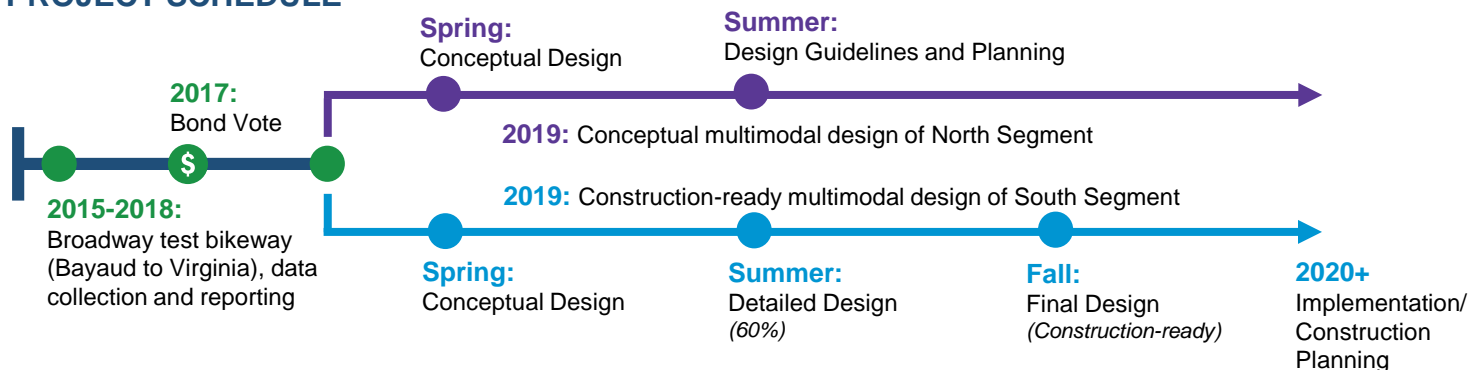 PROJECT SCHEDULE
Spring:
Conceptual Design
Summer:
Design Guidelines and Planning
2017:
Bond Vote
$
2019: Conceptual multimodal design of North Segment
2015-2018:
Broadway test bikeway
(Bayaud to Virginia), data
collection and reporting
2019: Construction-ready multimodal design of South Segment
Spring:
Conceptual Design
Summer:
Detailed Design
(60%)
Fall:
Final Design
(Construction-ready)
2020+
Implementation/
Construction
Planning